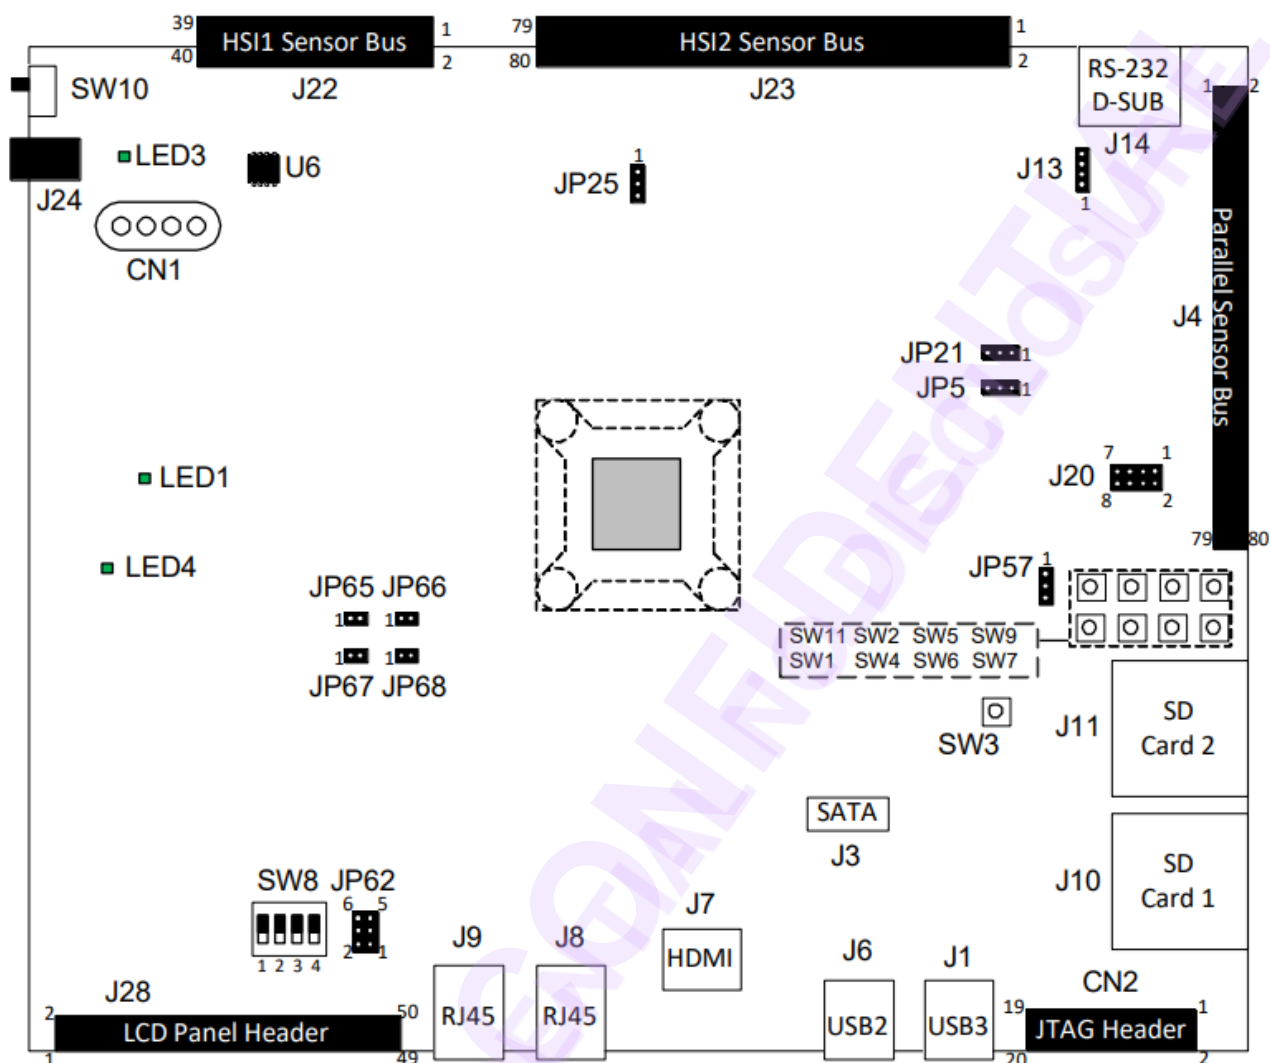 39
HSI1 Sensor Bus
1
40
2
J22
79
HSI2 Sensor Bus
1
80
2
J23
RS-232
D-SUB
J14
1
2
SW10
LED3
U6
J24
CN1
1
JP25
J13
1
Parallel Sensor Bus
J4
JP21
1
JP5
1
7
1
J20
8
2
79
80
LED1
LED4
JP57
1
JP65 JP66
1
1
1
1
JP67 JP68
SW11 SW2 SW5 SW9
SW1 SW4 SW6 SW7
SW3
J11
SD
Card 2
SATA
J3
J10
SD
Card 1
SW8
1 2 3 4
JP62
6
5
2
1
J9
RJ45
J8
RJ45
J7
HDMI
J6
USB2
J1
USB3
CN2
19
1
JTAG Header
20
2
J28
2
50
LCD Panel Header
1
49
CONFIDENTIAL